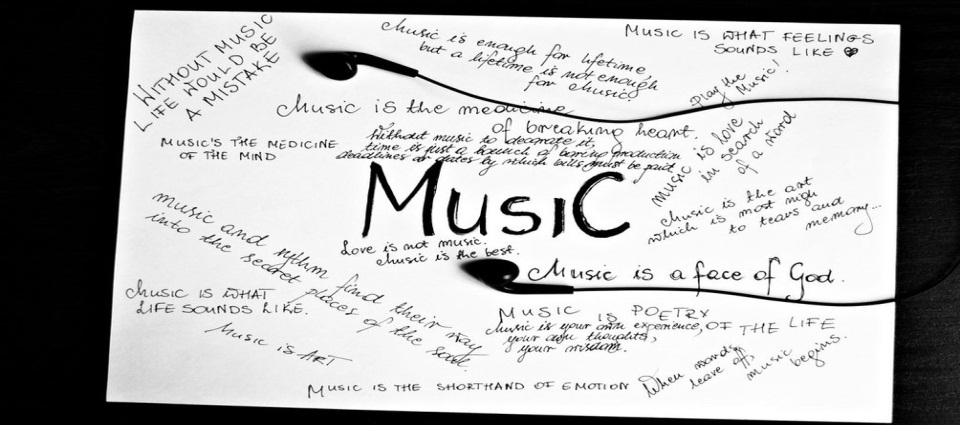 WITHOUT MUSIC
LIFE WOULD BE
A MISTAKE
Music is enough for lifetime
but a lifetime is not enough
for Music
MUSIC IS WHAT FEELINGS
SOUNDS LIKE
Play the
Music!
Music is the medicine
of breaking heart.
MUSIC'S THE MEDICINE
OF THE MIND
Without music to decorate it,
time is just a bunch of boring production
deadlines or dates by which bills must be paid
music is love
in search
of a word
MUSIC
Music is the art
which is most nigh
to tears and
memory...
music and rythm find their way
into the secret places of the soul.
Love is not music.
Music is the best.
Music is a face of God.
MUSIC IS WHAT
LIFE SOUNDS LIKE.
MUSIC IS POETRY
OF THE LIFE
Music is your own experience,
your own thoughts,
your wisdom.
MUSIC IS ART
When words
leave off,
music
begins.
MUSIC IS THE SHORTHAND OF EMOTION